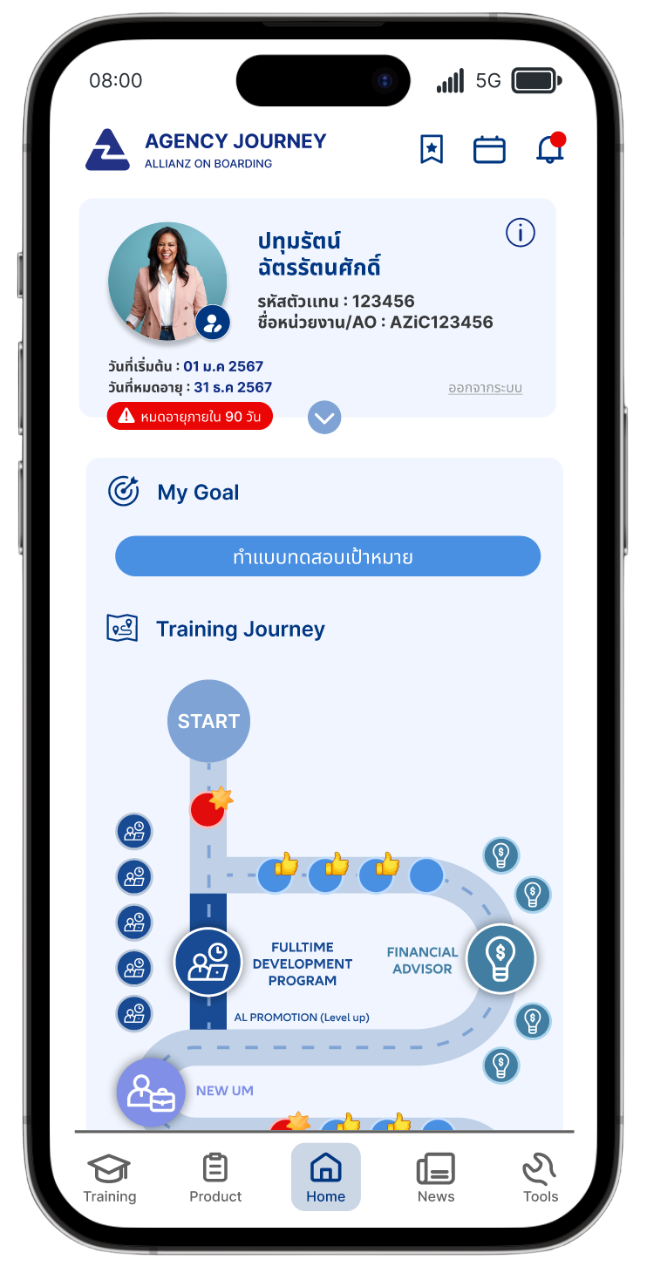 08:00
5G
AGENCY JOURNEY
ALLIANZ ON BOARDING
ปทุมรัตน์
ฉัตรรัตนศักดิ์
รหัสตัวแทน : 123456
ชื่อหน่วยงาน/AO : AZiC123456
วันที่เริ่มต้น : 01 ม.ค 2567
วันที่หมดอายุ : 31 ธ.ค 2567
ออกจากระบบ
หมดอายุภายใน 90 วัน
My Goal
ทำแบบทดสอบเป้าหมาย
Training Journey
START
FULLTIME
DEVELOPMENT
PROGRAM
FINANCIAL
ADVISOR
AL PROMOTION (Level up)
NEW UM
Training
Product
Home
News
Tools